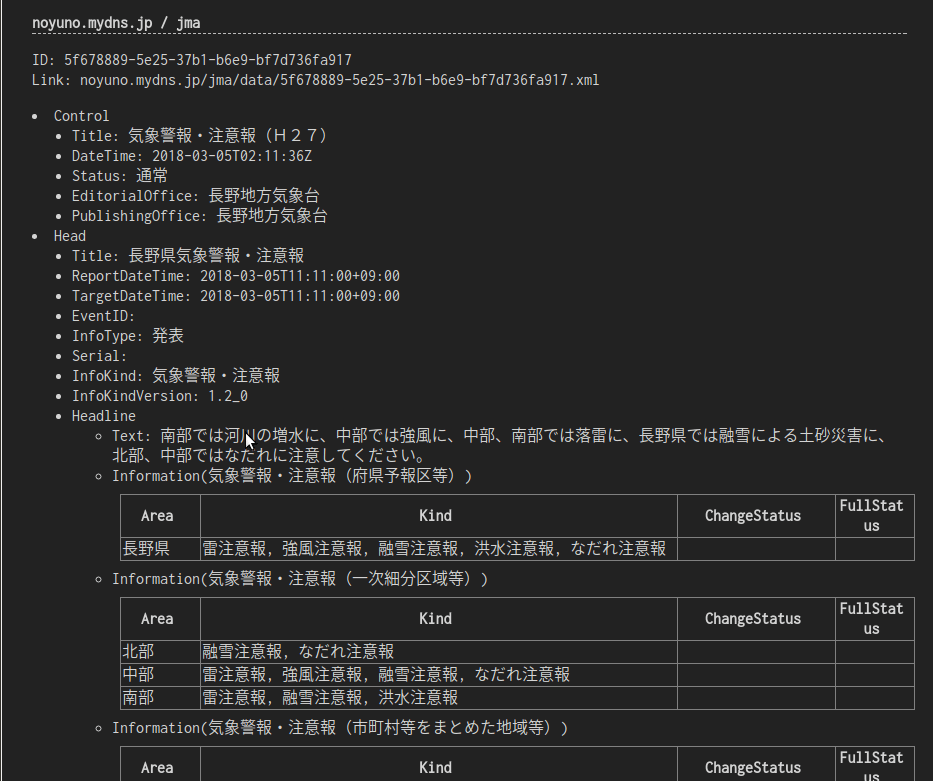 noyuno.mydns.jp / jma
ID: 5f678889-5e25-37b1-b6e9-bf7d736fa917
Link: noyuno.mydns.jp/jma/data/5f678889-5e25-37b1-b6e9-bf7d736fa917.xml
Control
Title: 気象警報・注意報（Ｈ２７）
DateTime: 2018-03-05T02:11:36Z
Status: 通常
EditorialOffice: 長野地方気象台
PublishingOffice: 長野地方気象台
Head
Title: 長野県気象警報・注意報
ReportDateTime: 2018-03-05T11:11:00+09:00
TargetDateTime: 2018-03-05T11:11:00+09:00
EventID:
InfoType: 発表
Serial:
InfoKind: 気象警報・注意報
InfoKindVersion: 1.2_0
Headline
Text: 南部では河川の増水に、中部では強風に、中部、南部では落雷に、長野県では融雪による土砂災害に、
北部、中部ではなだれに注意してください。
Information(気象警報・注意報（府県予報区等）)
Area Kind ChangeStatus FullStat
us
長野県 雷注意報, 強風注意報, 融雪注意報, 洪水注意報, なだれ注意報
Information(気象警報・注意報（一次細分区域等）)
Area Kind ChangeStatus FullStat
us
北部 融雪注意報, なだれ注意報
中部 雷注意報, 強風注意報, 融雪注意報, なだれ注意報
南部 雷注意報, 融雪注意報, 洪水注意報
Information(気象警報・注意報（市町村等をまとめた地域等）)
Area Kind ChangeStatus FullStat
us